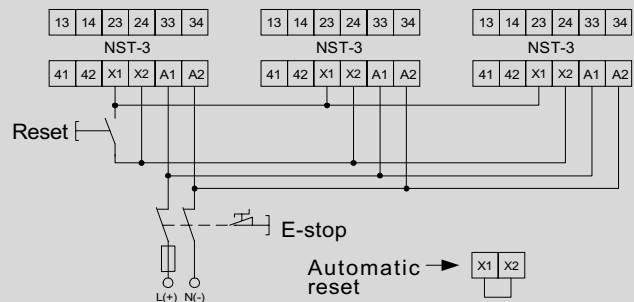 13 14 23 24 33 34 13 14 23 24 33 34 13 14 23 24 33 34
NST-3 NST-3 NST-3
41 42 X1 X2 A1 A2 41 42 X1 X2 A1 A2 41 42 X1 X2 A1 A2
Reset
E-stop
Automatic reset
X1 X2
L(+) N(-)